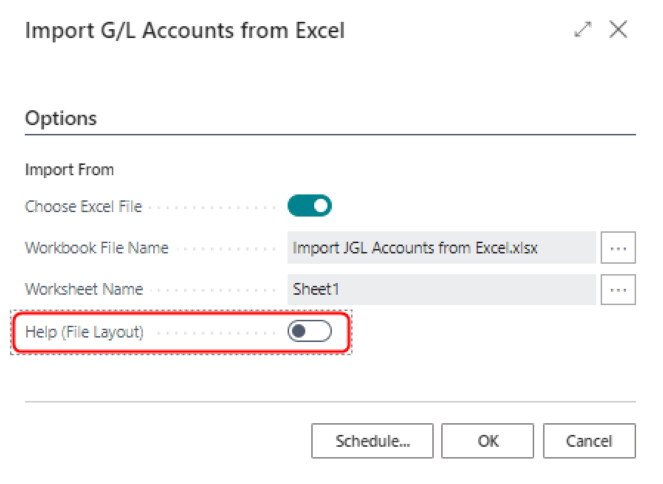 Import G/L Accounts from Excel
Options
Import From
Choose Excel File
Workbook File Name Import JGL Accounts from Excel.xlsx ...
Worksheet Name Sheet1 ...
Help (File Layout)
Schedule... OK Cancel